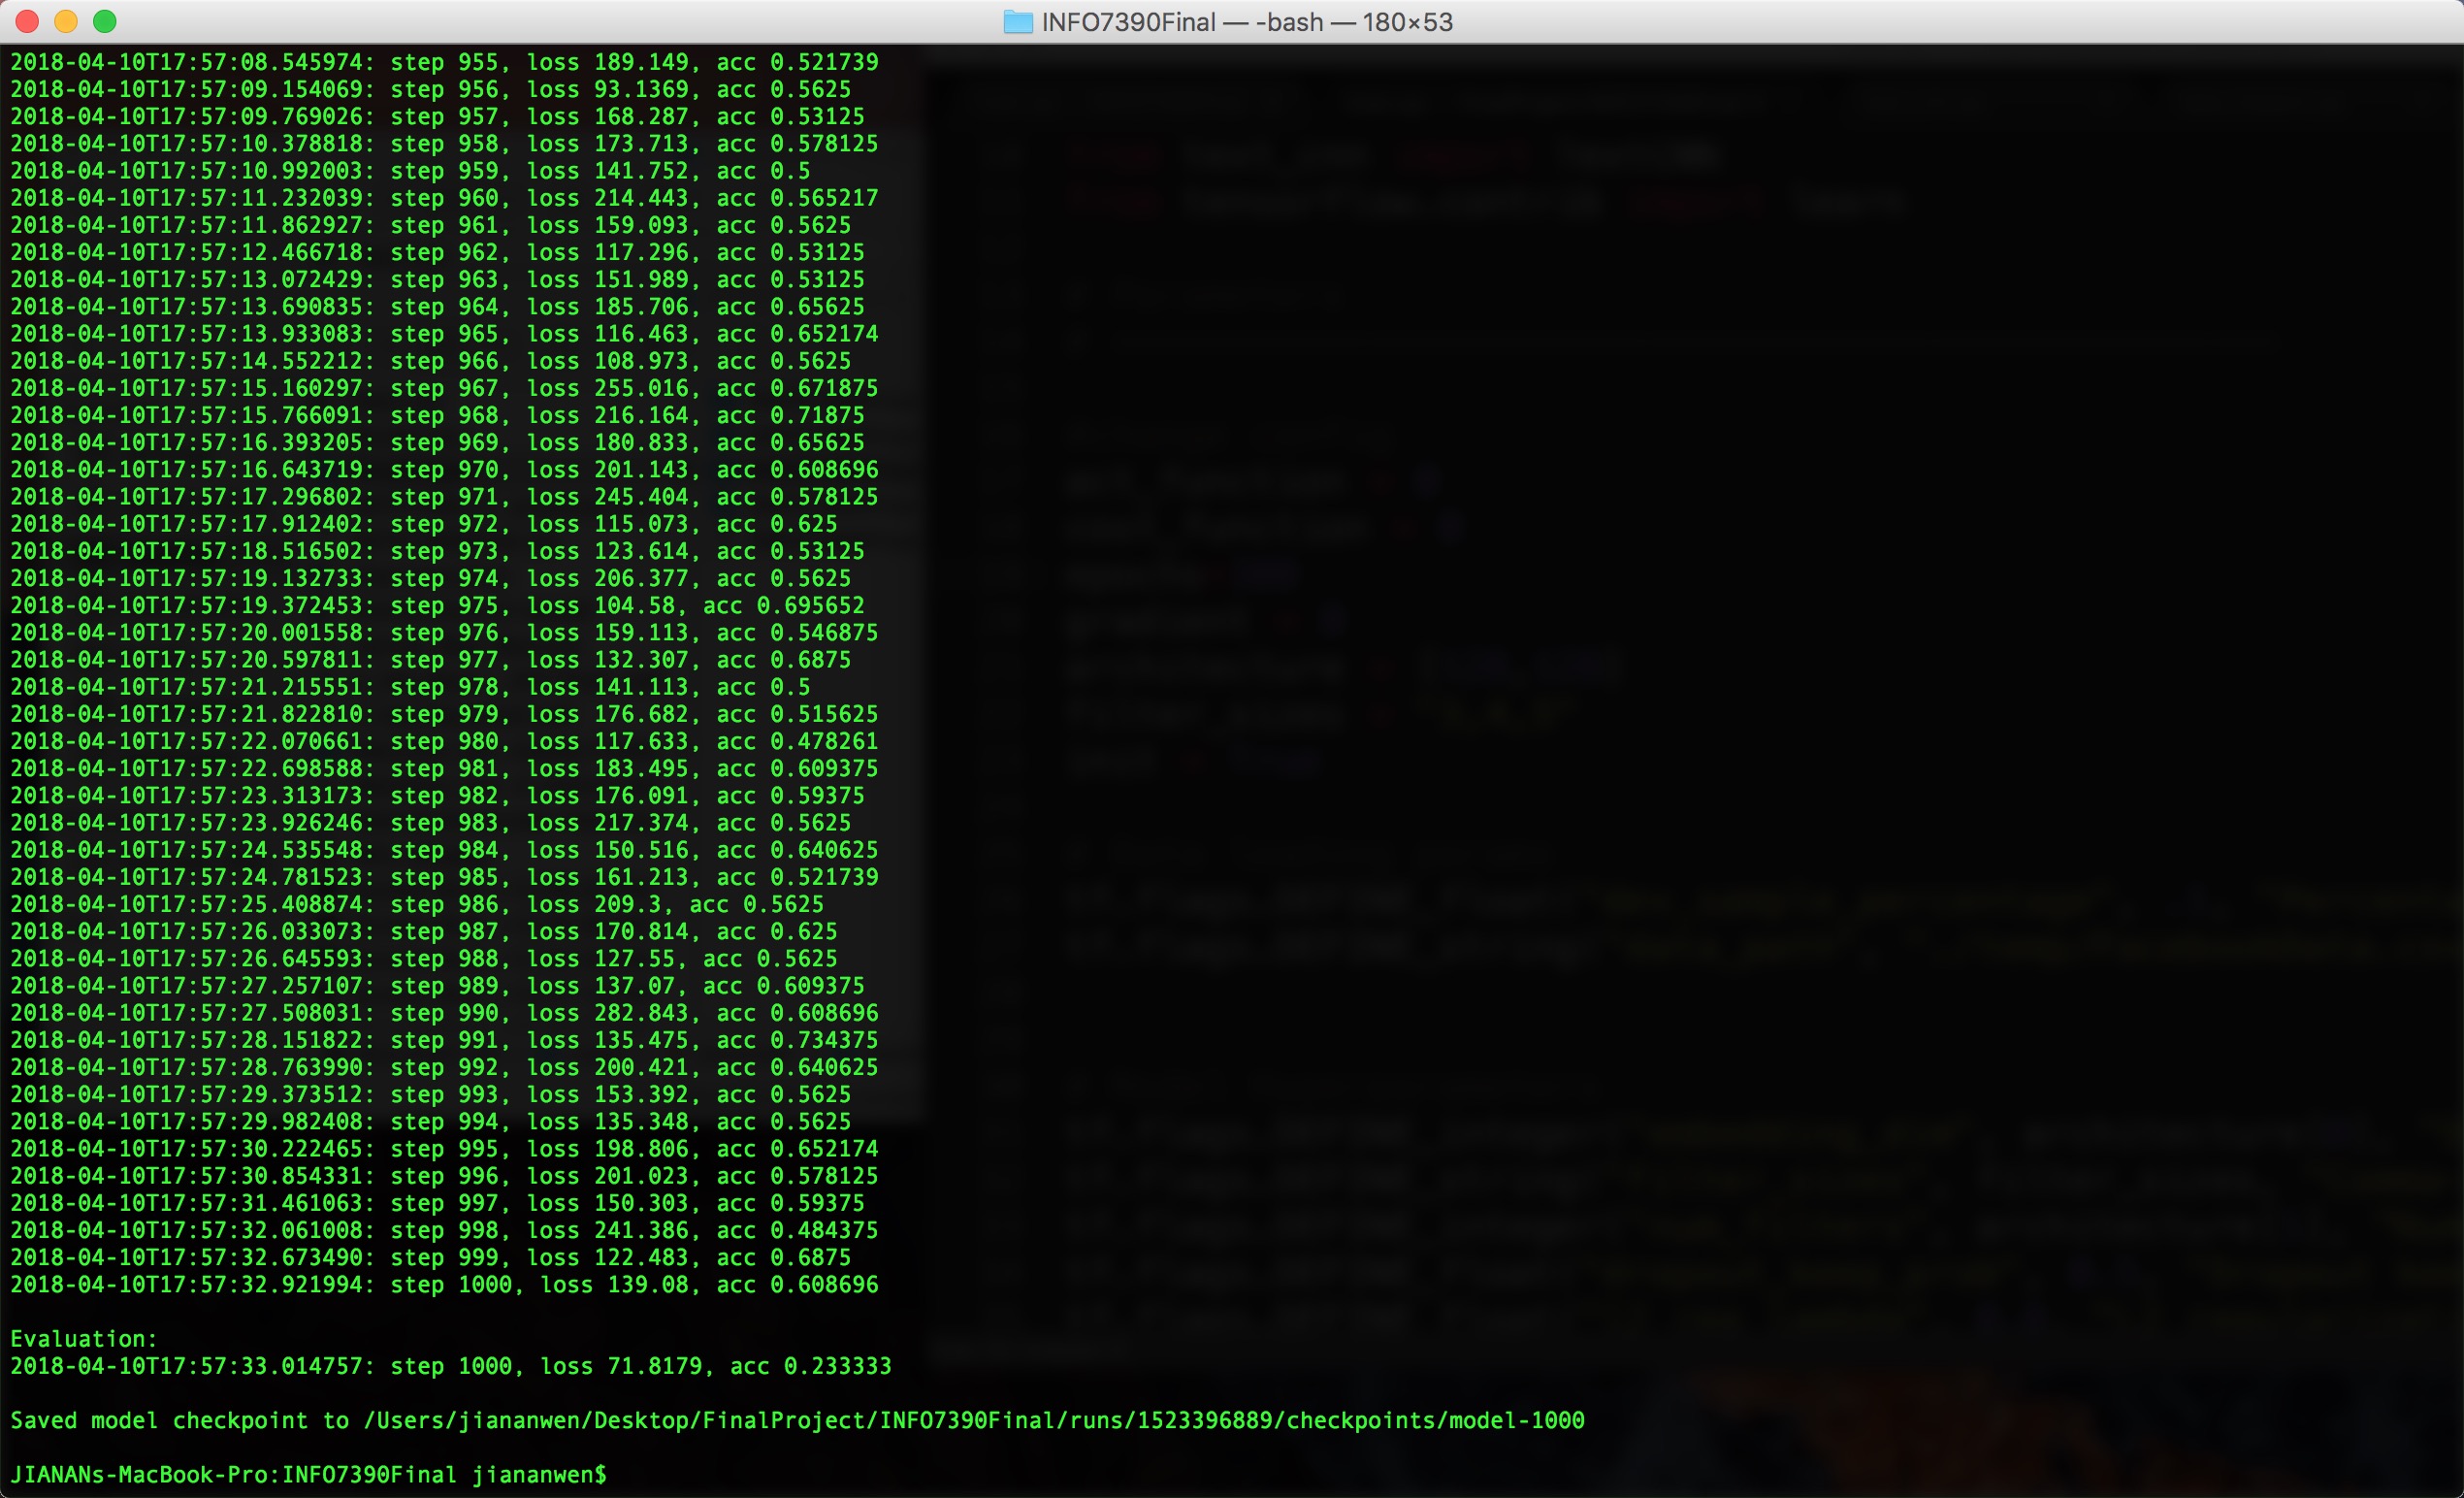 INFO7390Final — -bash — 180×53
2018-04-10T17:57:08.545974: step 955, loss 189.149, acc 0.521739
2018-04-10T17:57:09.154069: step 956, loss 93.1369, acc 0.5625
2018-04-10T17:57:09.769026: step 957, loss 168.287, acc 0.53125
2018-04-10T17:57:10.378818: step 958, loss 173.713, acc 0.578125
2018-04-10T17:57:10.992003: step 959, loss 141.752, acc 0.5
2018-04-10T17:57:11.232039: step 960, loss 214.443, acc 0.565217
2018-04-10T17:57:11.862927: step 961, loss 159.093, acc 0.5625
2018-04-10T17:57:12.466718: step 962, loss 117.296, acc 0.53125
2018-04-10T17:57:13.072429: step 963, loss 151.989, acc 0.53125
2018-04-10T17:57:13.690835: step 964, loss 185.706, acc 0.65625
2018-04-10T17:57:13.933083: step 965, loss 116.463, acc 0.652174
2018-04-10T17:57:14.552212: step 966, loss 108.973, acc 0.5625
2018-04-10T17:57:15.160297: step 967, loss 255.016, acc 0.671875
2018-04-10T17:57:15.766091: step 968, loss 216.164, acc 0.71875
2018-04-10T17:57:16.393205: step 969, loss 180.833, acc 0.65625
2018-04-10T17:57:16.643719: step 970, loss 201.143, acc 0.608696
2018-04-10T17:57:17.296802: step 971, loss 245.404, acc 0.578125
2018-04-10T17:57:17.912402: step 972, loss 115.073, acc 0.625
2018-04-10T17:57:18.516502: step 973, loss 123.614, acc 0.53125
2018-04-10T17:57:19.132733: step 974, loss 206.377, acc 0.5625
2018-04-10T17:57:19.372453: step 975, loss 104.58, acc 0.695652
2018-04-10T17:57:20.001558: step 976, loss 159.113, acc 0.546875
2018-04-10T17:57:20.597811: step 977, loss 132.307, acc 0.6875
2018-04-10T17:57:21.215551: step 978, loss 141.113, acc 0.5
2018-04-10T17:57:21.822810: step 979, loss 176.682, acc 0.515625
2018-04-10T17:57:22.070661: step 980, loss 117.633, acc 0.478261
2018-04-10T17:57:22.698588: step 981, loss 183.495, acc 0.609375
2018-04-10T17:57:23.313173: step 982, loss 176.091, acc 0.59375
2018-04-10T17:57:23.926246: step 983, loss 217.374, acc 0.5625
2018-04-10T17:57:24.535548: step 984, loss 150.516, acc 0.640625
2018-04-10T17:57:24.781523: step 985, loss 161.213, acc 0.521739
2018-04-10T17:57:25.408874: step 986, loss 209.3, acc 0.5625
2018-04-10T17:57:26.033073: step 987, loss 170.814, acc 0.625
2018-04-10T17:57:26.645593: step 988, loss 127.55, acc 0.5625
2018-04-10T17:57:27.257107: step 989, loss 137.07, acc 0.609375
2018-04-10T17:57:27.508031: step 990, loss 282.843, acc 0.608696
2018-04-10T17:57:28.151822: step 991, loss 135.475, acc 0.734375
2018-04-10T17:57:28.763990: step 992, loss 200.421, acc 0.640625
2018-04-10T17:57:29.373512: step 993, loss 153.392, acc 0.5625
2018-04-10T17:57:29.982408: step 994, loss 135.348, acc 0.5625
2018-04-10T17:57:30.222465: step 995, loss 198.806, acc 0.652174
2018-04-10T17:57:30.854331: step 996, loss 201.023, acc 0.578125
2018-04-10T17:57:31.461063: step 997, loss 150.303, acc 0.59375
2018-04-10T17:57:32.061008: step 998, loss 241.386, acc 0.484375
2018-04-10T17:57:32.673490: step 999, loss 122.483, acc 0.6875
2018-04-10T17:57:32.921994: step 1000, loss 139.08, acc 0.608696
Evaluation:
2018-04-10T17:57:33.014757: step 1000, loss 71.8179, acc 0.233333
Saved model checkpoint to /Users/jiananwen/Desktop/FinalProject/INFO7390Final/runs/1523396889/checkpoints/model-1000
JIANANs-MacBook-Pro:INFO7390Final jiananwen$